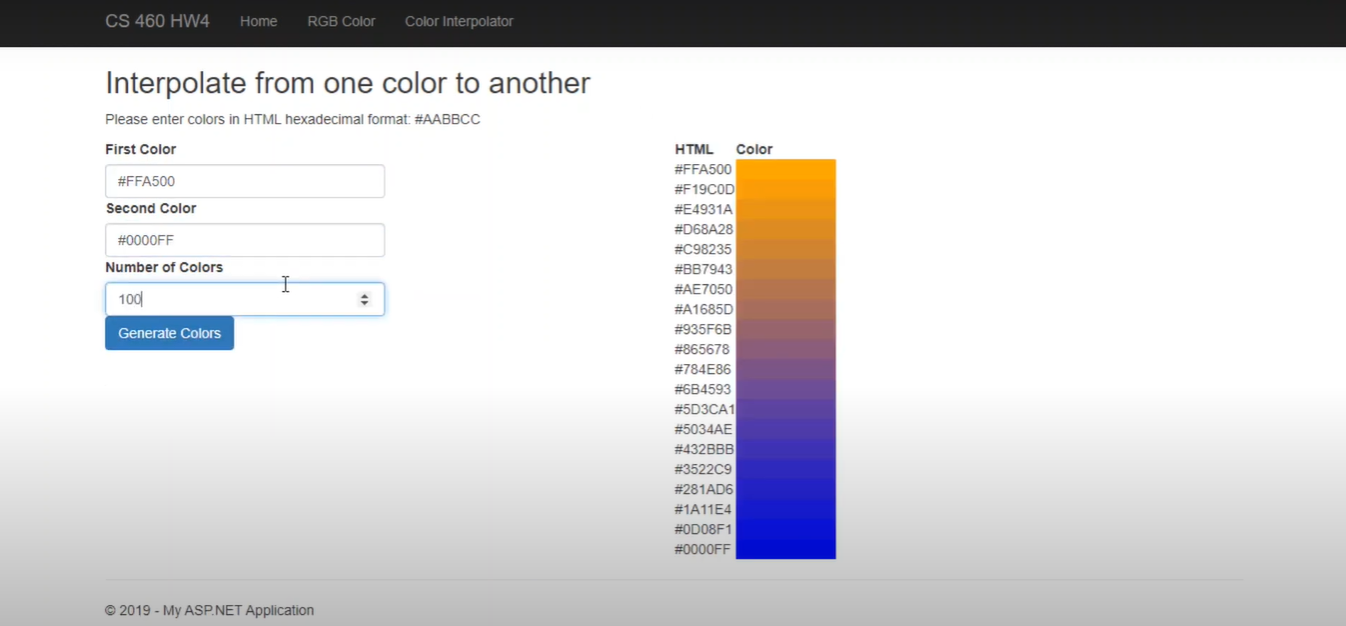 CS 460 HW4 Home RGB Color Color Interpolator
Interpolate from one color to another
Please enter colors in HTML hexadecimal format: #AABBCC
First Color
#FFA500
Second Color
#0000FF
Number of Colors
100
Generate Colors
HTML Color
#FFA500
#F19C0D
#E4931A
#D68A28
#C98235
#BB7943
#AE7050
#A1685D
#935F6B
#865678
#784E86
#6B4593
#5D3CA1
#5034AE
#432BBB
#3522C9
#281AD6
#1A11E4
#0D08F1
#0000FF
© 2019 - My ASP.NET Application